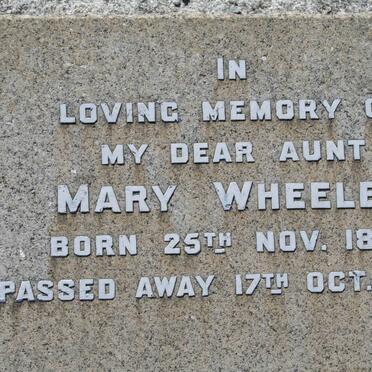 IN
LOVING MEMORY O
MY DEAR AUNT
MARY WHEELE
BORN 25TH NOV. 18
PASSED AWAY 17TH OCT.